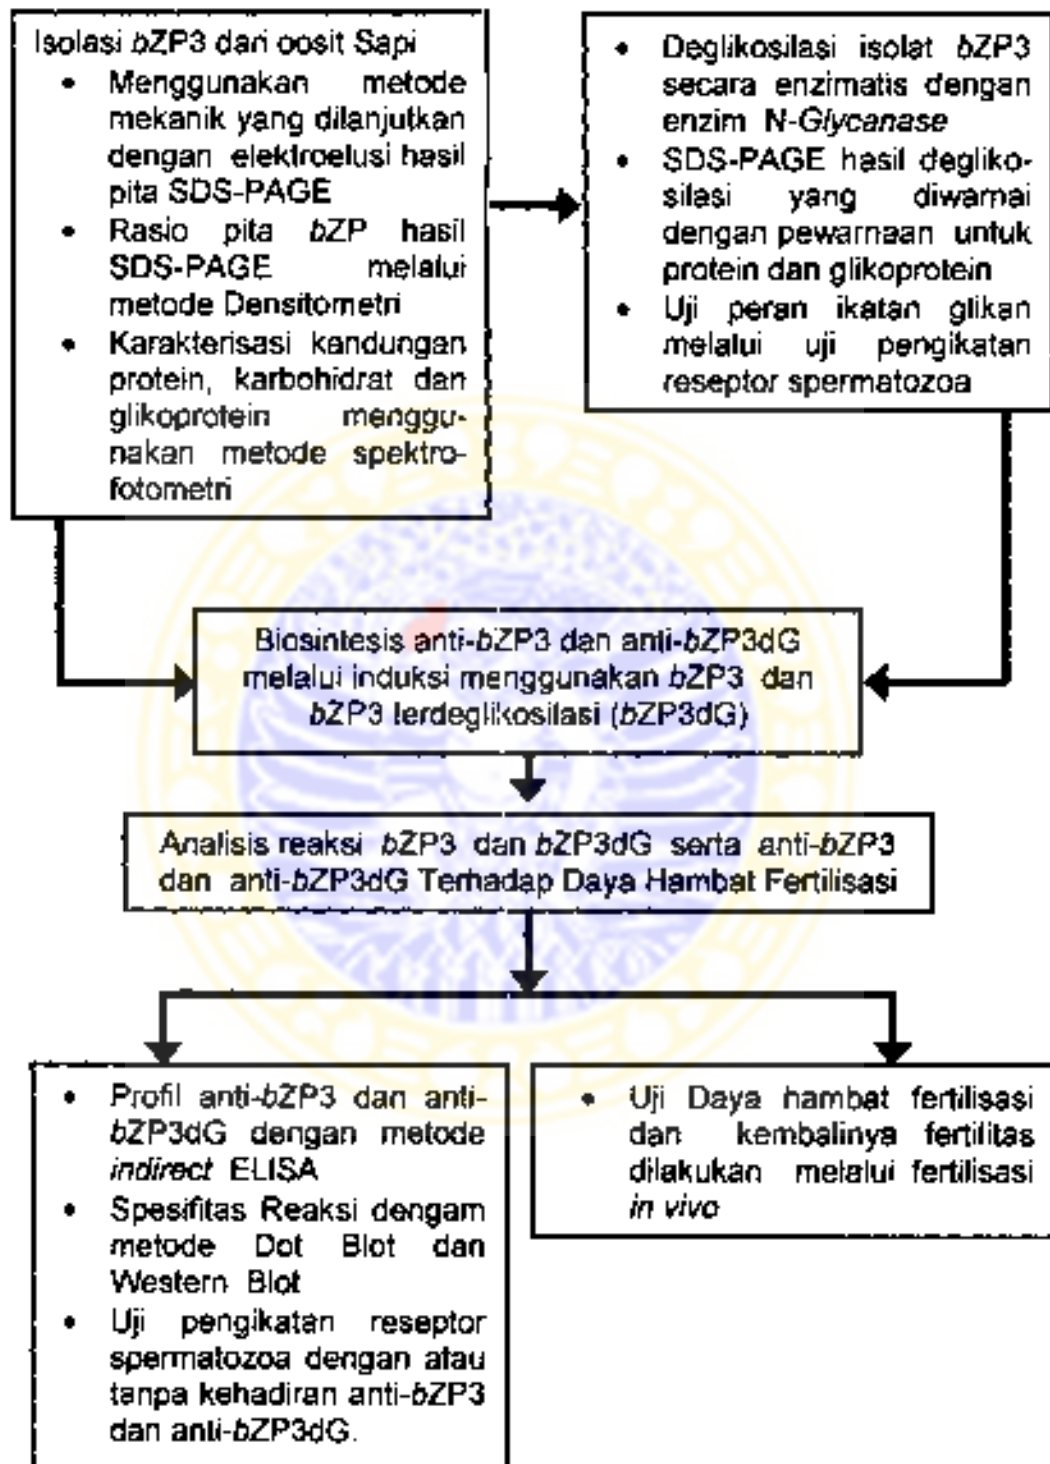 Isolasi bZP3 dari oosit Sapi
• Menggunakan metode
mekanik yang dilanjutkan
dengan elektroelusi hasil
pita SDS-PAGE
• Rasio pita bZP hasil
SDS-PAGE melalui
metode Densitometri
• Karakterisasi kandungan
protein, karbohidrat dan
glikoprotein menggu-
nakan metode spektro-
fotometri
• Deglikosilasi isolat bZP3
secara enzimatis dengan
enzim N-Glycanase
• SDS-PAGE hasilegliko-
silasi yang diwarnai
dengan pewarnaan untuk
protein dan glikoprotein
• Uji peran ikatan glikan
melalui uji pengikatan
reseptor spermatozoa
Biosintesis anti-bZP3 dan anti-bZP3dG
melalui induksi menggunakan bZP3 dan
bZP3 terdeglikosilasi (bZP3dG)
Analisis reaksi bZP3 dan bZP3dG serta anti-bZP3
dan anti-bZP3dG Terhadap Daya Hambat Fertilisasi
• Profil anti-bZP3 dan anti-
bZP3dG dengan metode
indirect ELISA
• Spesifitas Reaksi dengam
metode Dot Blot dan
Western Blot
• Uji pengikatan reseptor
spermatozoa dengan atau
tanpa kehadiran anti-bZP3
dan anti-bZP3dG.
• Uji Daya hambat fertilisasi
dan kembalinya fertilitas
dilakukan melalui fertilisasi
in vivo